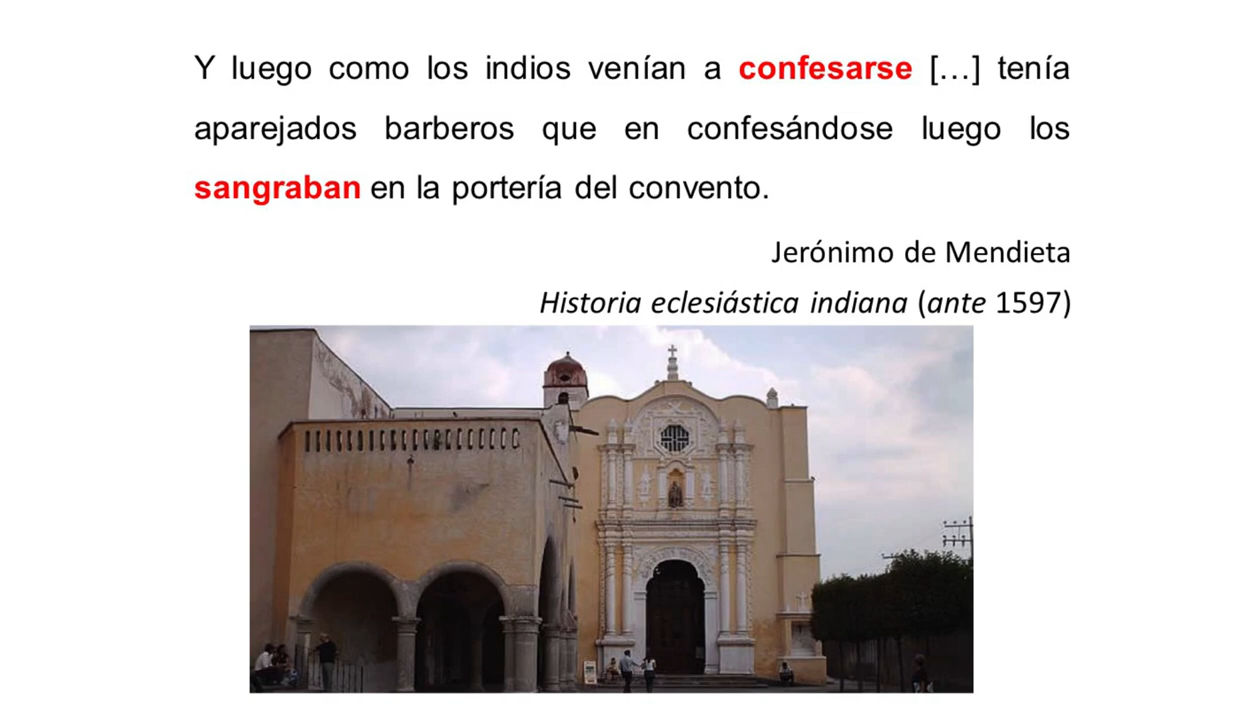 Y luego como los indios venían a confesarse […] tenía
aparejados barberos que en confesándose luego los
sangraban en la portería del convento.
Jerónimo de Mendieta
Historia eclesiástica indiana (ante 1597)